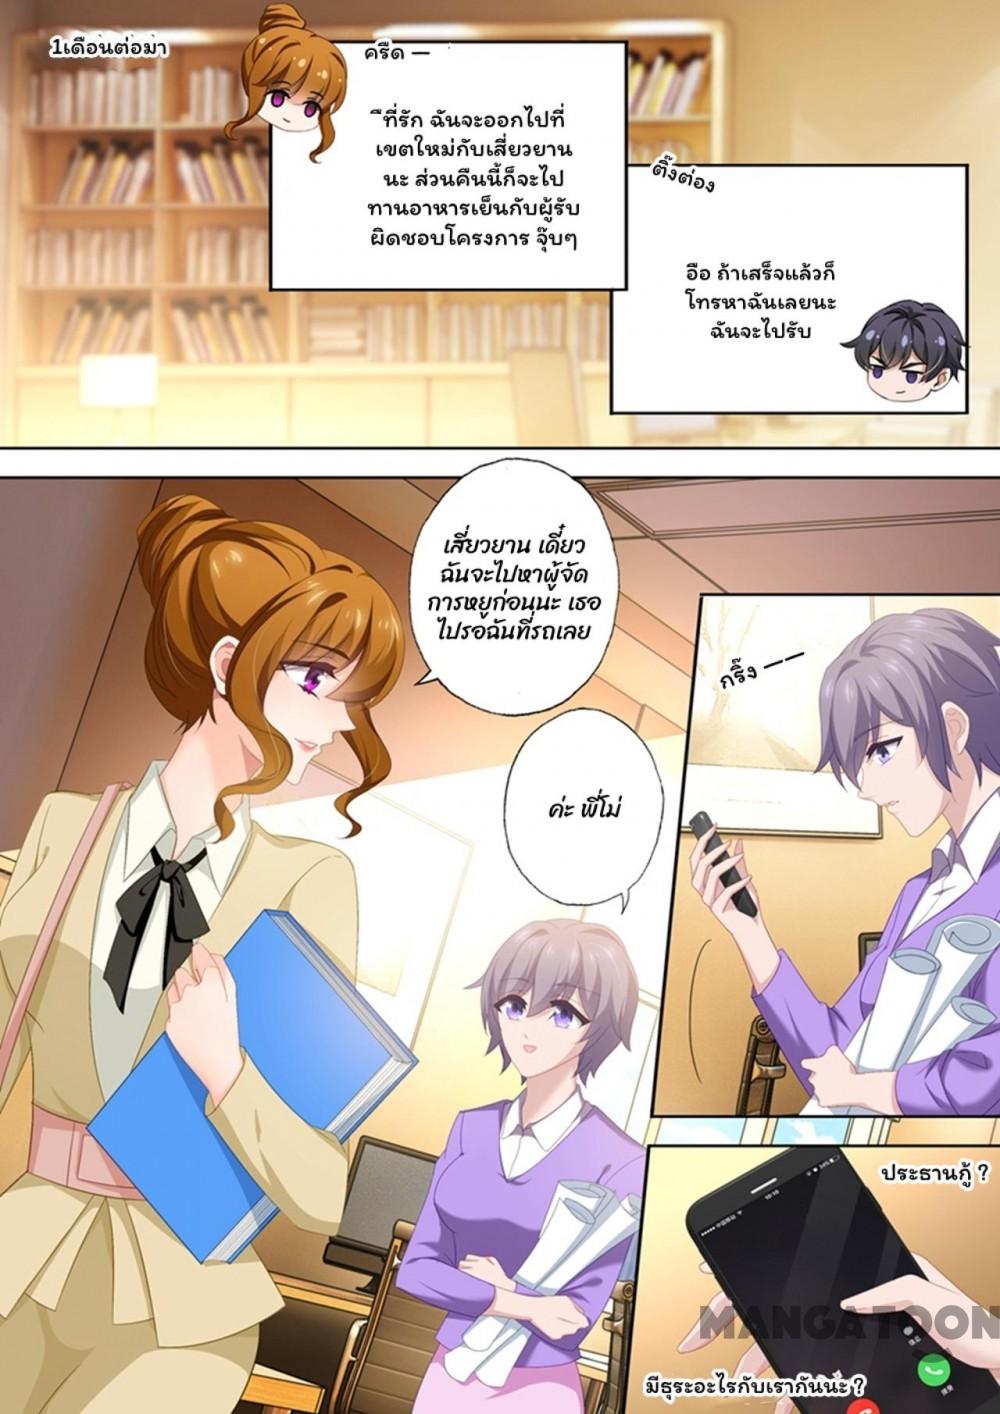 1เดือนต่อมา
ครืด —
ที่รัก ฉันจะออกไปที่
เขตใหม่กับเสี่ยวยาน
นะ ส่วนคืนนี้ก็จะไป
ทานอาหารเย็นกับผู้รับ
ผิดชอบโครงการ จุ๊บๆ
ติ๊งต่อง
อือ ถ้าเสร็จแล้วก็
โทรหาฉันเลยนะ
ฉันจะไปรับ
เสี่ยวยาน เดี๋ยว
ฉันจะไปหาผู้จัด
การหยูก่อนนะ เธอ
ไปรอฉันที่รถเลย
กริ๊ง — —
ค่ะ พี่โม่
ประธานกู้ ?
10:10
MANGATOON
มีธุระอะไรกับเรากันนะ ?